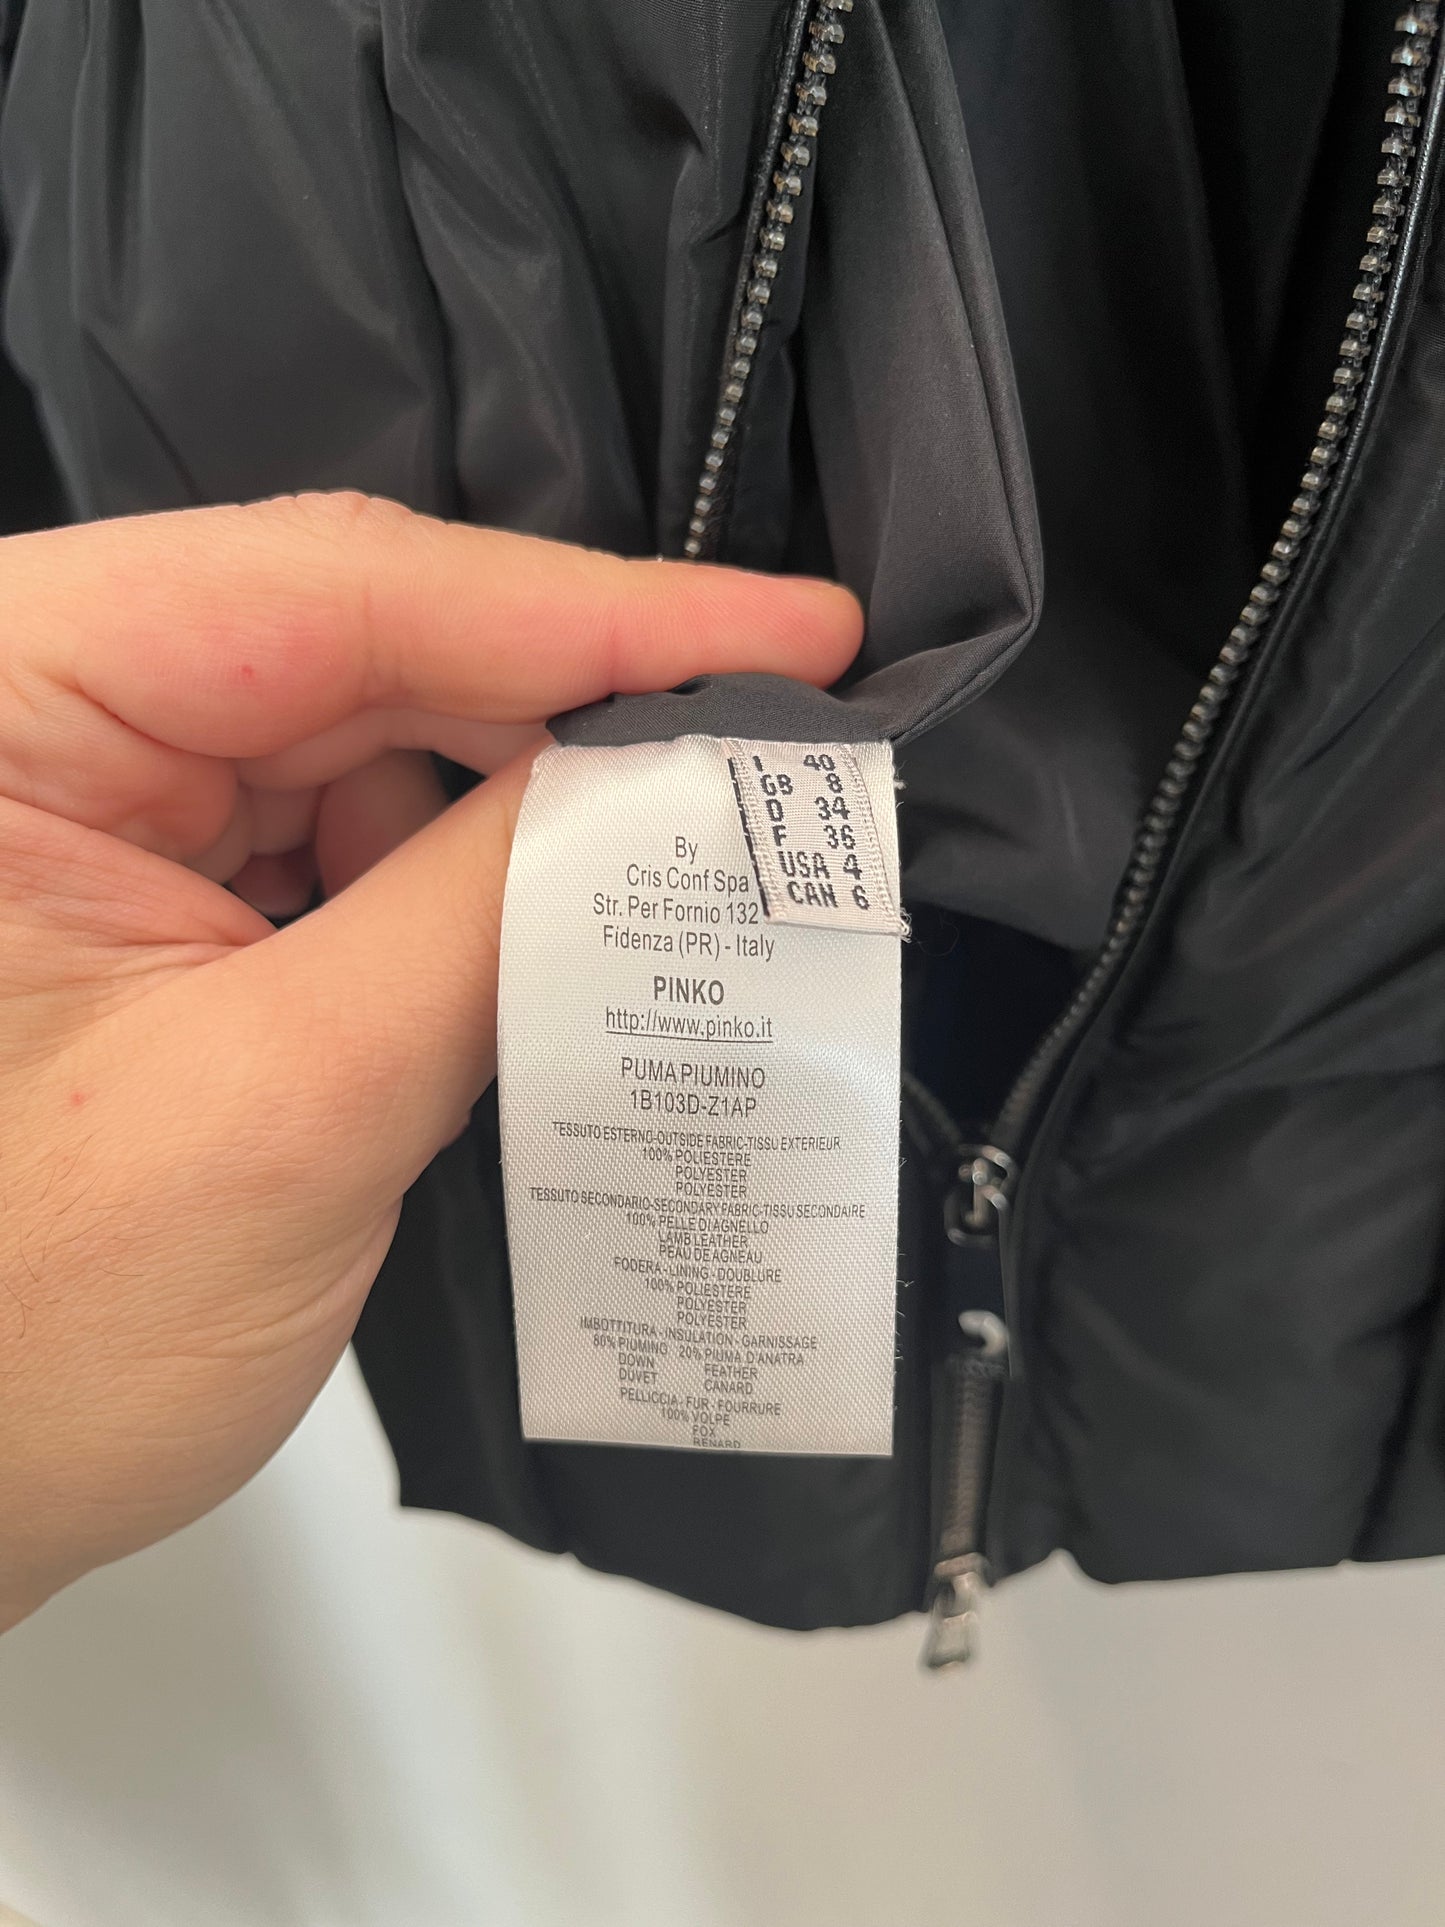 I 40
GB 8
D 34
F 36
USA 4
CAN 6
By
Cris Conf Spa
Str. Per Fornio 132
Fidenza (PR) - Italy
PINKO
http://www.pinko.it
PUMA PIUMINO
1B103D-Z1AP
TESSUTO ESTERNO-OUTSIDE FABRIC-TISSU EXTERIEUR
100% POLIESTERE
POLYESTER
POLYESTER
TESSUTO SECONDARIO-SECONDARY FABRIC-TISSU SECONDAIRE
100% PELLE DI AGNELLO
LAMB LEATHER
PEAU DE AGNEAU
FODERA - LINING - DOUBLURE
100% POLIESTERE
POLYESTER
POLYESTER
IMBOTTITURA - INSULATION - GARNISSAGE
80% PIUMINO 20% PIUMA D'ANATRA
DOWN FEATHER
DUVET CANARD
PELLICCIA - FUR - FOURRURE
100% VOLPE
FOX
RENARD